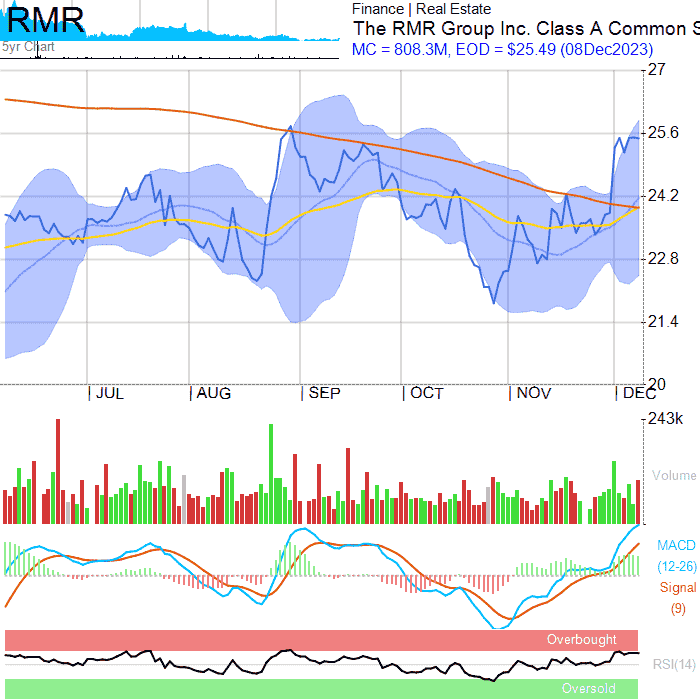 RMR
5yr Chart
Finance | Real Estate
The RMR Group Inc. Class A Common S
MC = 808.3M, EOD = $25.49 (08Dec2023)
27
25.6
24.2
22.8
21.4
20
JUL AUG SEP OCT NOV DEC
243k
Volume
MACD
(12-26)
Signal
(9)
Overbought
RSI(14)
Oversold